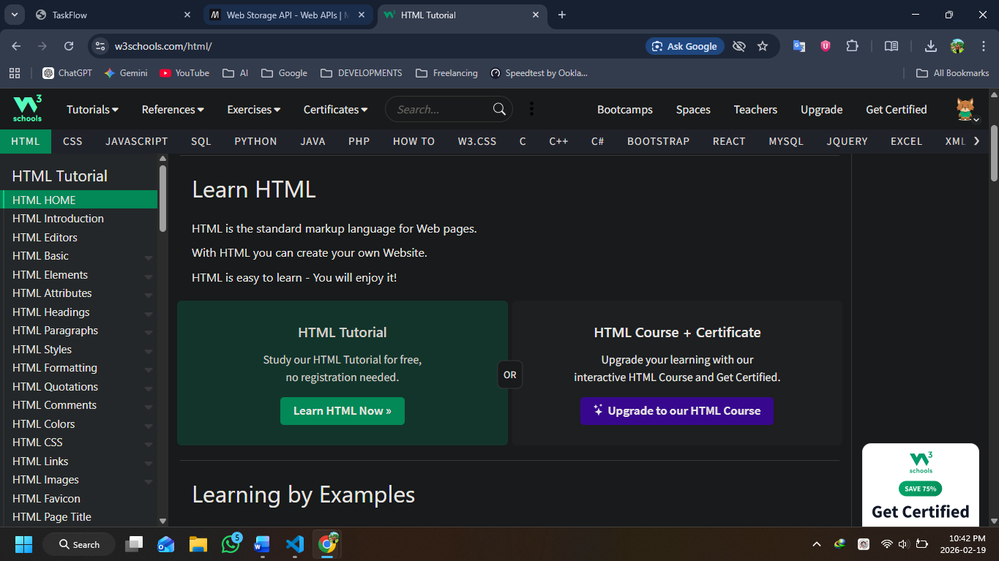 TaskFlow
Web Storage API - Web APIs |
HTML Tutorial
w3schools.com/html/
Ask Google
ChatGPT
Gemini
YouTube
AI
Google
DEVELOPMENTS
Freelancing
Speedtest by Ookla...
All Bookmarks
W3 schools
Tutorials
References
Exercises
Certificates
Search...
Bootcamps
Spaces
Teachers
Upgrade
Get Certified
HTML
CSS
JAVASCRIPT
SQL
PYTHON
JAVA
PHP
HOW TO
W3.CSS
C
C++
C#
BOOTSTRAP
REACT
MYSQL
JQUERY
EXCEL
XML
HTML Tutorial
HTML HOME
HTML Introduction
HTML Editors
HTML Basic
HTML Elements
HTML Attributes
HTML Headings
HTML Paragraphs
HTML Styles
HTML Formatting
HTML Quotations
HTML Comments
HTML Colors
HTML CSS
HTML Links
HTML Images
HTML Favicon
HTML Page Title
Learn HTML
HTML is the standard markup language for Web pages.
With HTML you can create your own Website.
HTML is easy to learn - You will enjoy it!
HTML Tutorial
Study our HTML Tutorial for free,
no registration needed.
Learn HTML Now »
OR
HTML Course + Certificate
Upgrade your learning with our
interactive HTML Course and Get Certified.
Upgrade to our HTML Course
Learning by Examples
W3 schools
SAVE 75%
Get Certified
Search
5
10:42 PM
2026-02-19